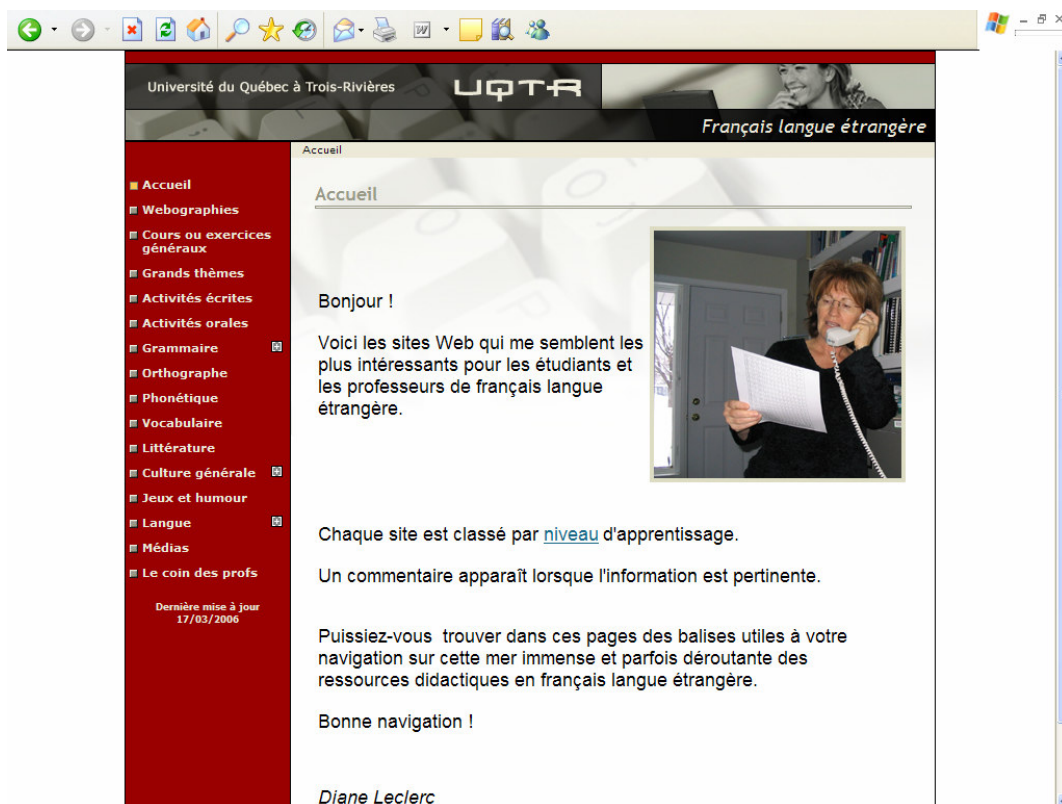 Université du Québec à Trois-Rivières
UQTR
Français langue étrangère
Accueil
Accueil
Webographies
Cours ou exercices
généraux
Grands thèmes
Activités écrites
Activités orales
Grammaire
Orthographe
Phonétique
Vocabulaire
Littérature
Culture générale
Jeux et humour
Langue
Médias
Le coin des profs
Dernière mise à jour
17/03/2006
Accueil
Bonjour !
Voici les sites Web qui me semblent les
plus intéressants pour les étudiants et
les professeurs de français langue
étrangère.
Chaque site est classé par niveau d'apprentissage.
Un commentaire apparaît lorsque l'information est pertinente.
Puissiez-vous trouver dans ces pages des balises utiles à votre
navigation sur cette mer immense et parfois déroutante des
ressources didactiques en français langue étrangère.
Bonne navigation !
Diane Leclerc